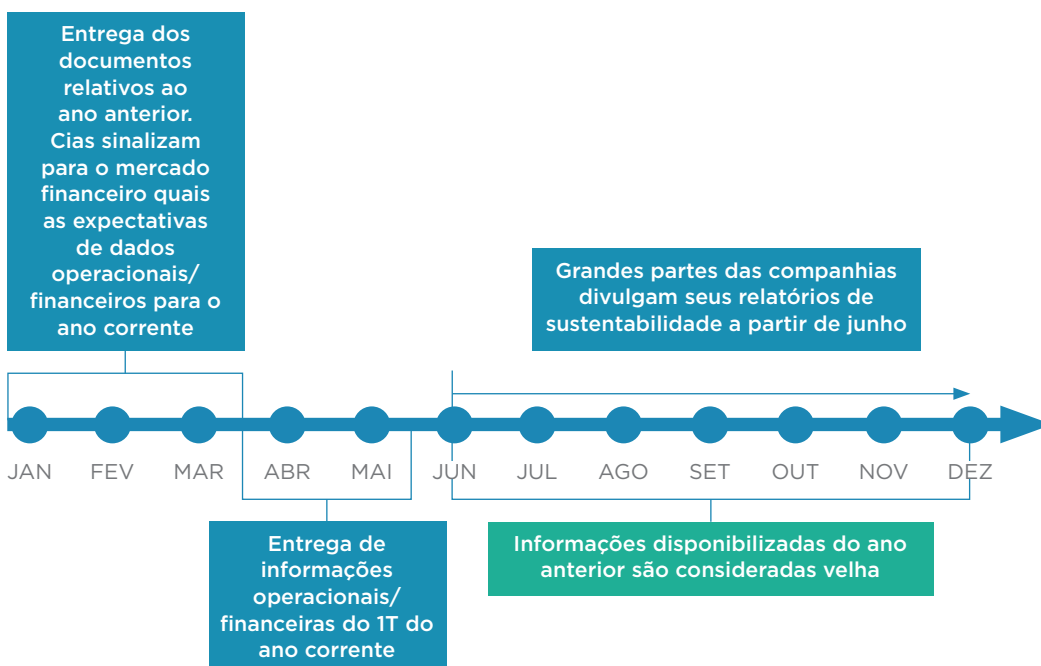 Entrega dos
documentos
relativos ao
ano anterior.
Cias sinalizam
para o mercado
financeiro quais
as expectativas
de dados
operacionais/
financeiros para o
ano corrente
Grandes partes das companhias
divulgam seus relatórios de
sustentabilidade a partir de junho
JAN FEV MAR ABR MAI JUN JUL AGO SET OUT NOV DEZ
Entrega de
informações
operacionais/
financeiras do 1T do
ano corrente
Informações disponibilizadas do ano
anterior são consideradas velha